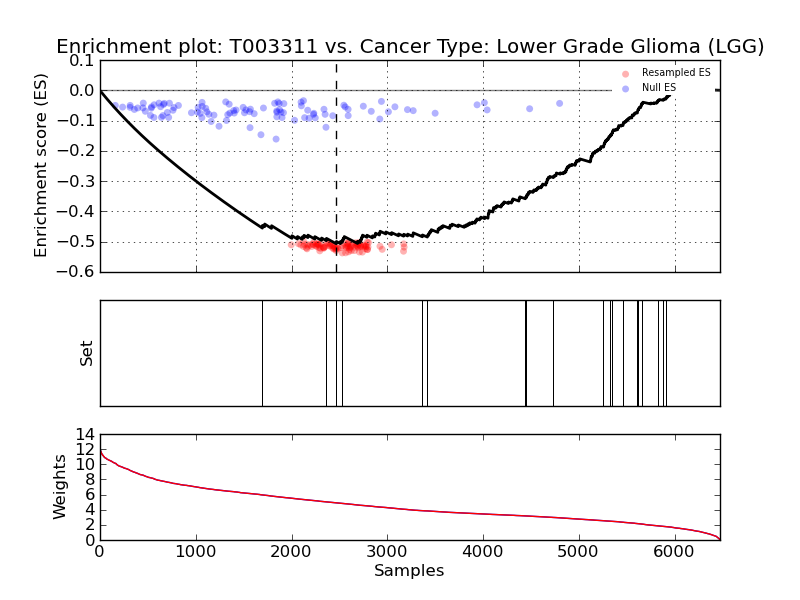 Enrichment plot: T003311 vs. Cancer Type: Lower Grade Glioma (LGG)
Enrichment score (ES)
0.1
0.0
−0.1
−0.2
−0.3
−0.4
−0.5
−0.6
Resampled ES
Null ES
Set
Weights
14
12
10
8
6
4
2
0
0 1000 2000 3000 4000 5000 6000
Samples